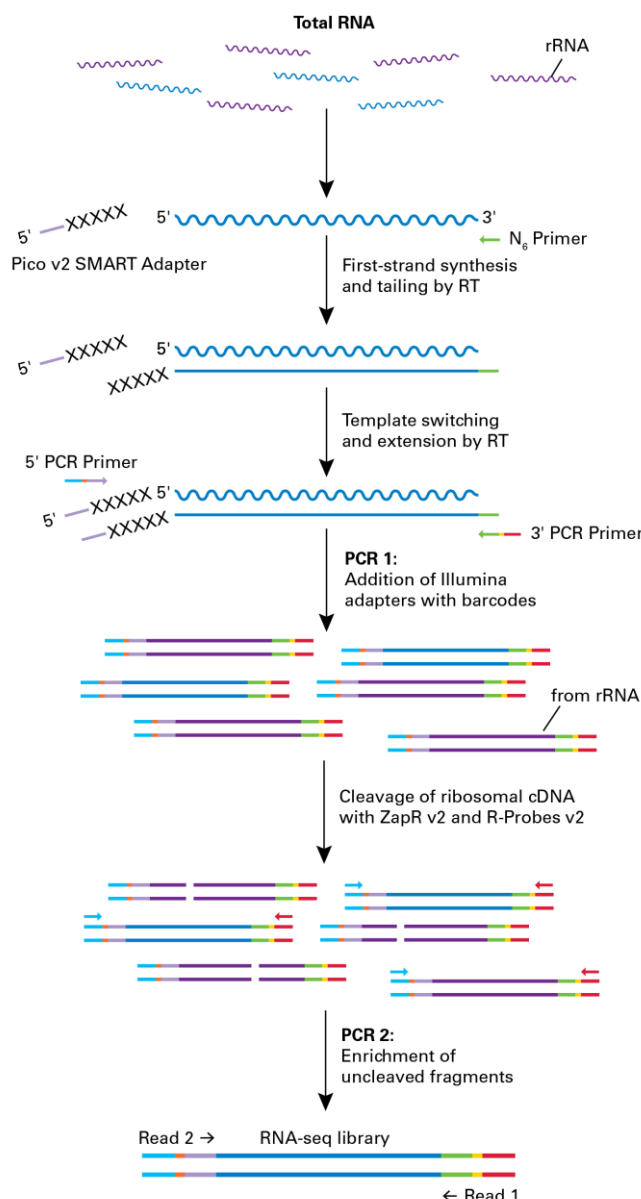 Total RNA
rRNA
XXXXX
5'
5'
3'
N6 Primer
Pico v2 SMART Adapter
First-strand synthesis
and tailing by RT
XXXXX
5'
5'
XXXXX
Template switching
and extension by RT
5' PCR Primer
XXXXX
5'
5'
XXXXX
3' PCR Primer
PCR 1:
Addition of Illumina
adapters with barcodes
from rRNA
Cleavage of ribosomal cDNA
with ZapR v2 and R-Probes v2
PCR 2:
Enrichment of
uncleaved fragments
Read 2 →
RNA-seq library
← Read 1